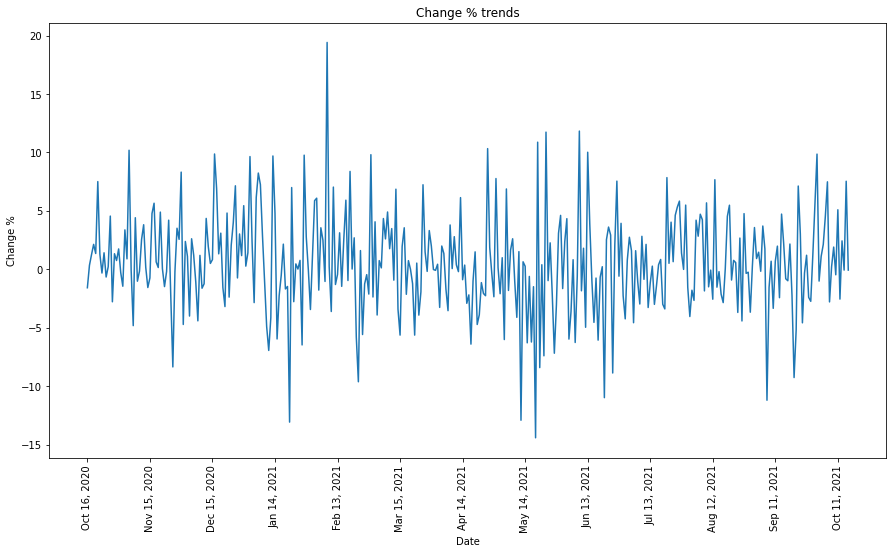 Change % trends
Change %
20
15
10
5
0
−5
−10
−15
Oct 16, 2020
Nov 15, 2020
Dec 15, 2020
Jan 14, 2021
Feb 13, 2021
Mar 15, 2021
Apr 14, 2021
May 14, 2021
Jun 13, 2021
Jul 13, 2021
Aug 12, 2021
Sep 11, 2021
Oct 11, 2021
Date